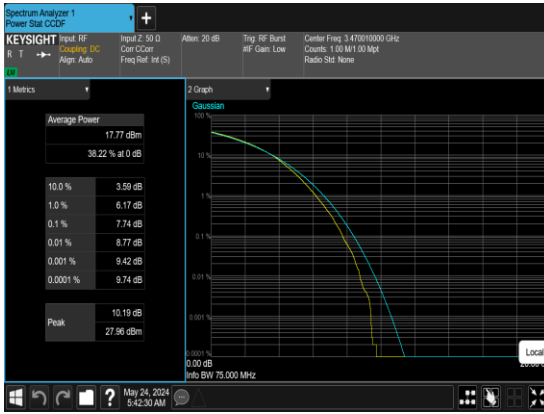 Spectrum Analyzer 1
Power Stat CCDF
KEYSIGHT
R T
Input: RF
Coupling: DC
Align: Auto
Input Z: 50 Ω
Corr CCorr
Freq Ref: Int (S)
Atten: 20 dB
Trig: RF Burst
#IF Gain: Low
Center Freq: 3.470010000 GHz
Counts: 1.00 M/1.00 Mpt
Radio Std: None
1 Metrics
Average Power
17.77 dBm
38.22 % at 0 dB
10.0 % 3.59 dB
1.0 % 6.17 dB
0.1 % 7.74 dB
0.01 % 8.77 dB
0.001 % 9.42 dB
0.0001 % 9.74 dB
Peak
10.19 dB
27.96 dBm
2 Graph
Gaussian
100 %
10 %
1 %
0.1 %
0.01 %
0.001 %
0.0001 %
0.00 dB
Info BW 75.000 MHz
Local
?
May 24, 2024
5:42:30 AM